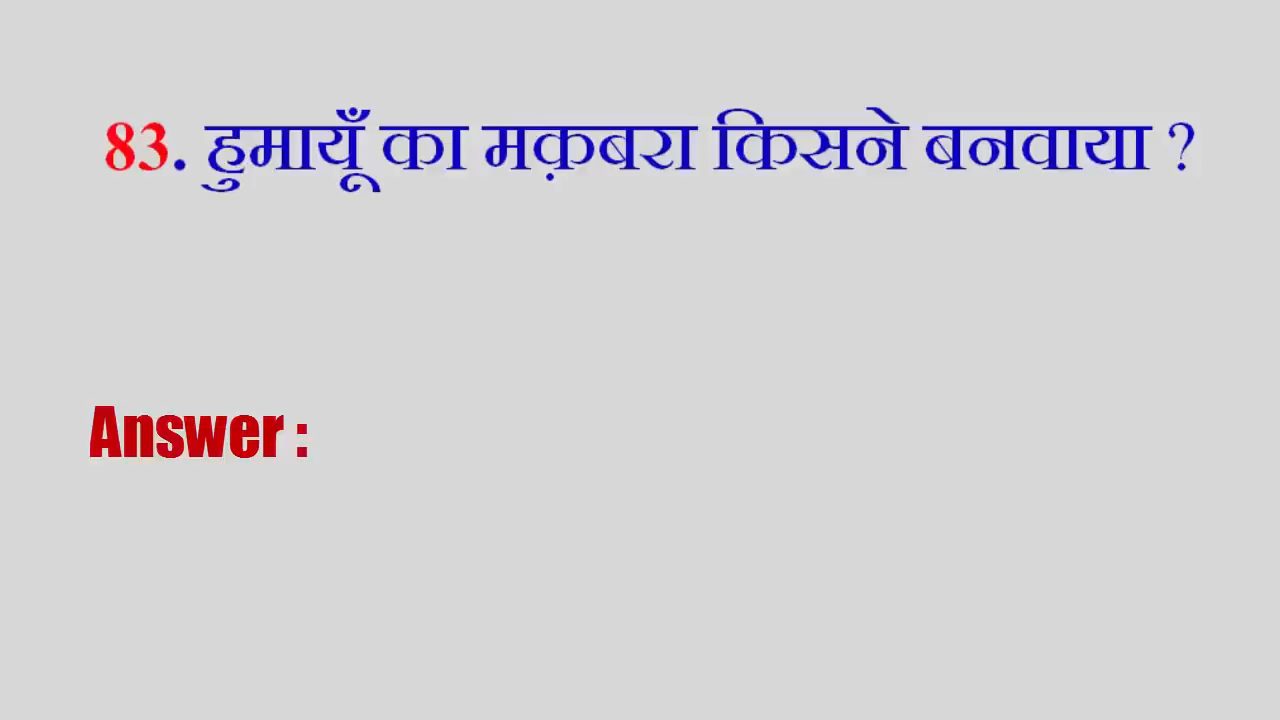 83. हुमायूँ का मक़बरा किसने बनवाया ?
Answer :